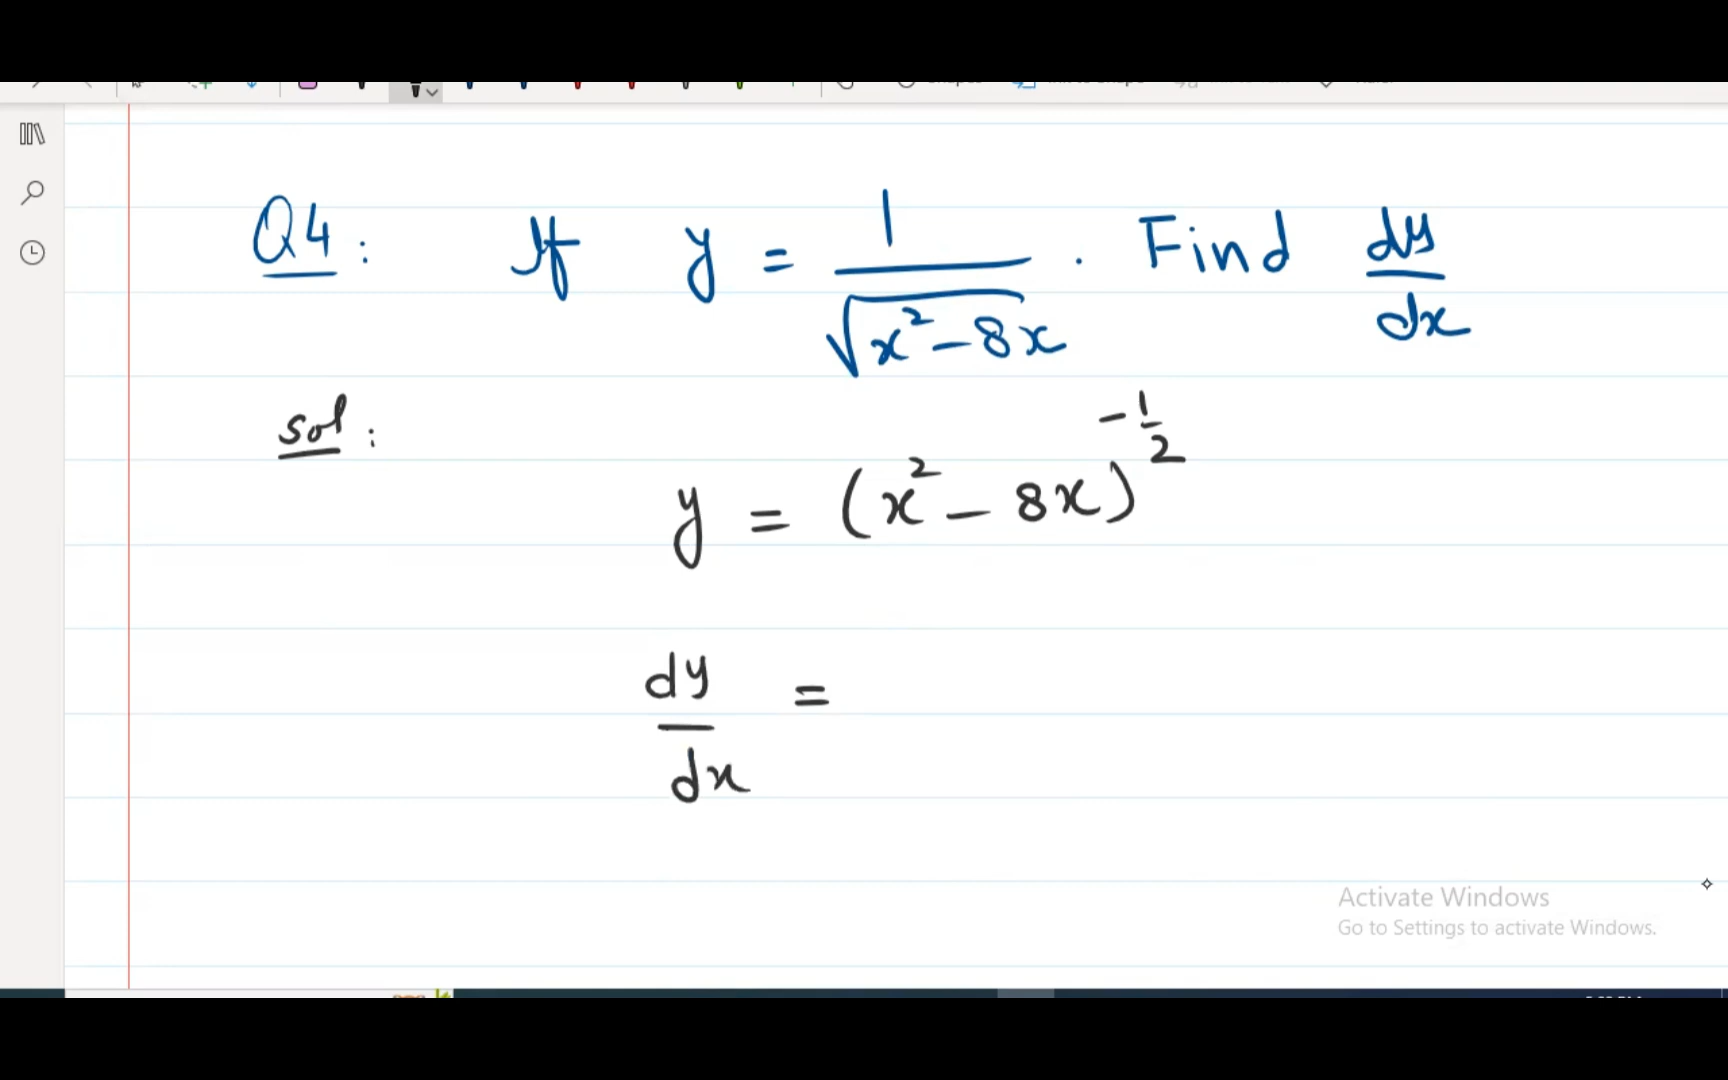 Q4: If y = 1/√(x² - 8x) . Find dy/dx
sol:
y = (x² - 8x)^(-1/2)
dy/dx =
Activate Windows
Go to Settings to activate Windows.